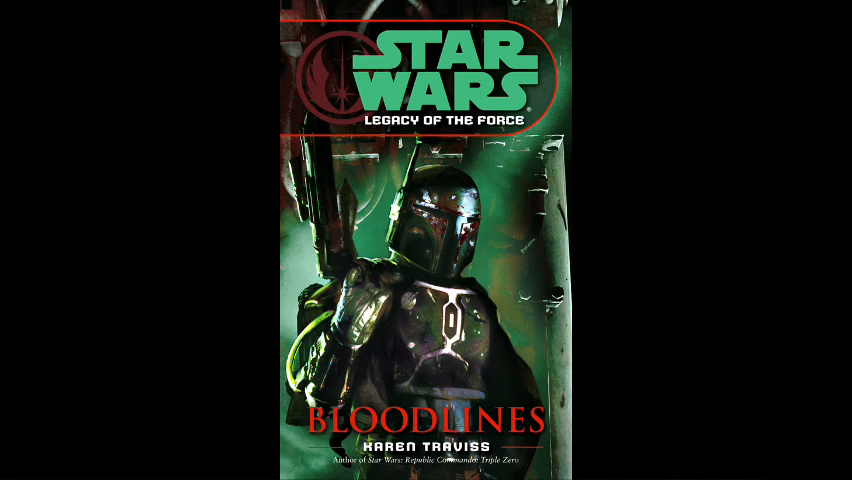 STAR
WARS®
LEGACY OF THE FORCE
BLOODLINES
KAREN TRAVISS
Author of Star Wars: Republic Commando: Triple Zero